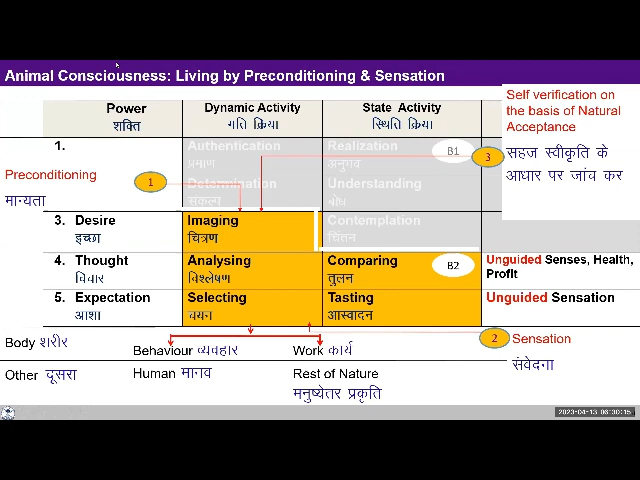 Animal Consciousness: Living by Preconditioning & Sensation
Self verification on
the basis of Natural
Acceptance
सहज स्वीकृति के
आधार पर जांच कर
Power
शक्ति
Dynamic Activity
गति क्रिया
State Activity
स्थिति क्रिया
1.
Authentication
प्रमाण
Realization
अनुभव
B1
3
Preconditioning
मान्यता
1
Determination
संकल्प
Understanding
बोध
3. Desire
इच्छा
Imaging
चित्रण
Contemplation
चिंतन
4. Thought
विचार
Analysing
विश्लेषण
Comparing
तुलन
B2
Unguided Senses, Health,
Profit
5. Expectation
आशा
Selecting
चयन
Tasting
आस्वादन
Unguided Sensation
Body शरीर
Behaviour व्यवहार
Work कार्य
2
Sensation
संवेदना
Other दूसरा
Human मानव
Rest of Nature
मनुष्येतर प्रकृति
2023-04-13 06:30:15